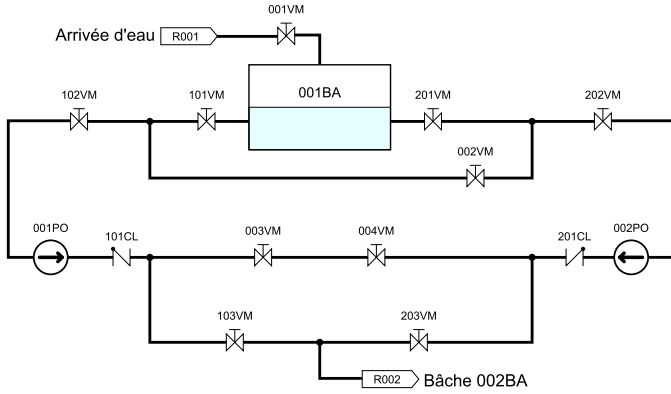 001VM
Arrivée d'eau R001
102VM 101VM 001BA 201VM 202VM
002VM
001PO 101CL 003VM 004VM 201CL 002PO
103VM 203VM
R002 Bâche 002BA